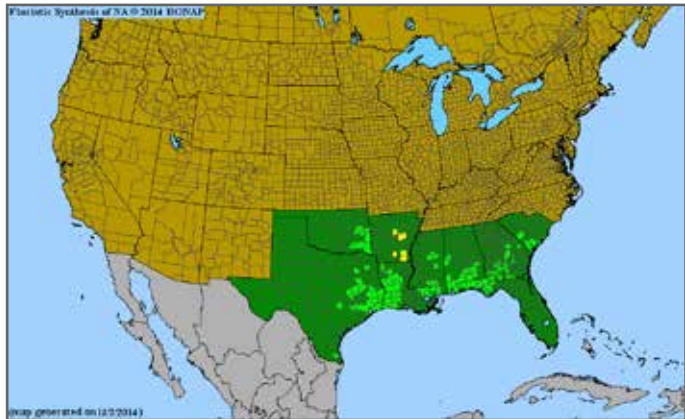 Floristic Synthesis of NA © 2014 BONAP
(map generated on 12/2/2014)